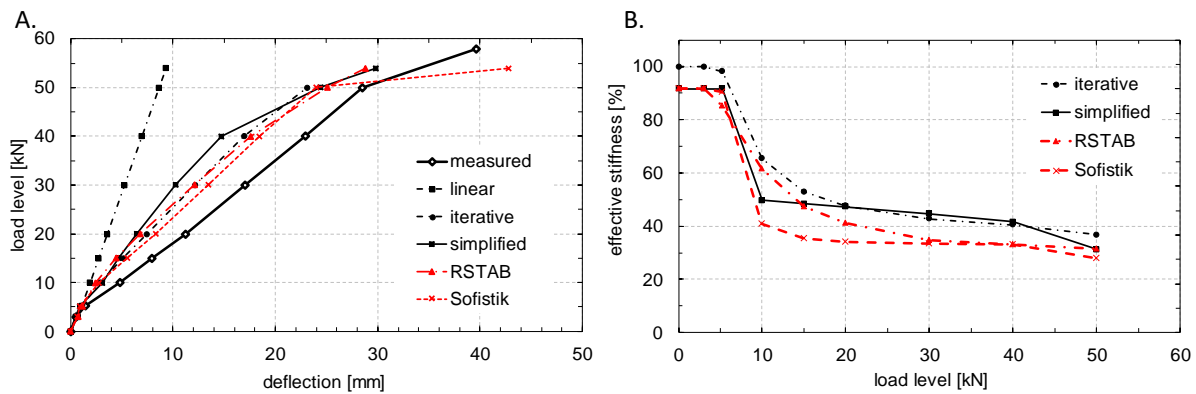 A.
60
50
40
30
20
10
0
load level [kN]
0 10 20 30 40 50
deflection [mm]
measured
linear
iterative
simplified
RSTAB
Sofistik
B.
100
80
60
40
20
0
effective stiffness [%]
0 10 20 30 40 50 60
load level [kN]
iterative
simplified
RSTAB
Sofistik